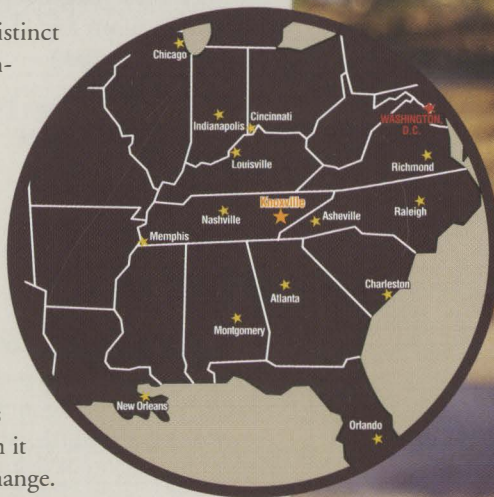 istinct
n-
Chicago
Indianapolis
Cincinnati
WASHINGTON,
D.C.
Louisville
Richmond
Knoxville
Nashville
Asheville
Raleigh
Memphis
Atlanta
Charleston
Montgomery
New Orleans
Orlando
s
n it
hange.